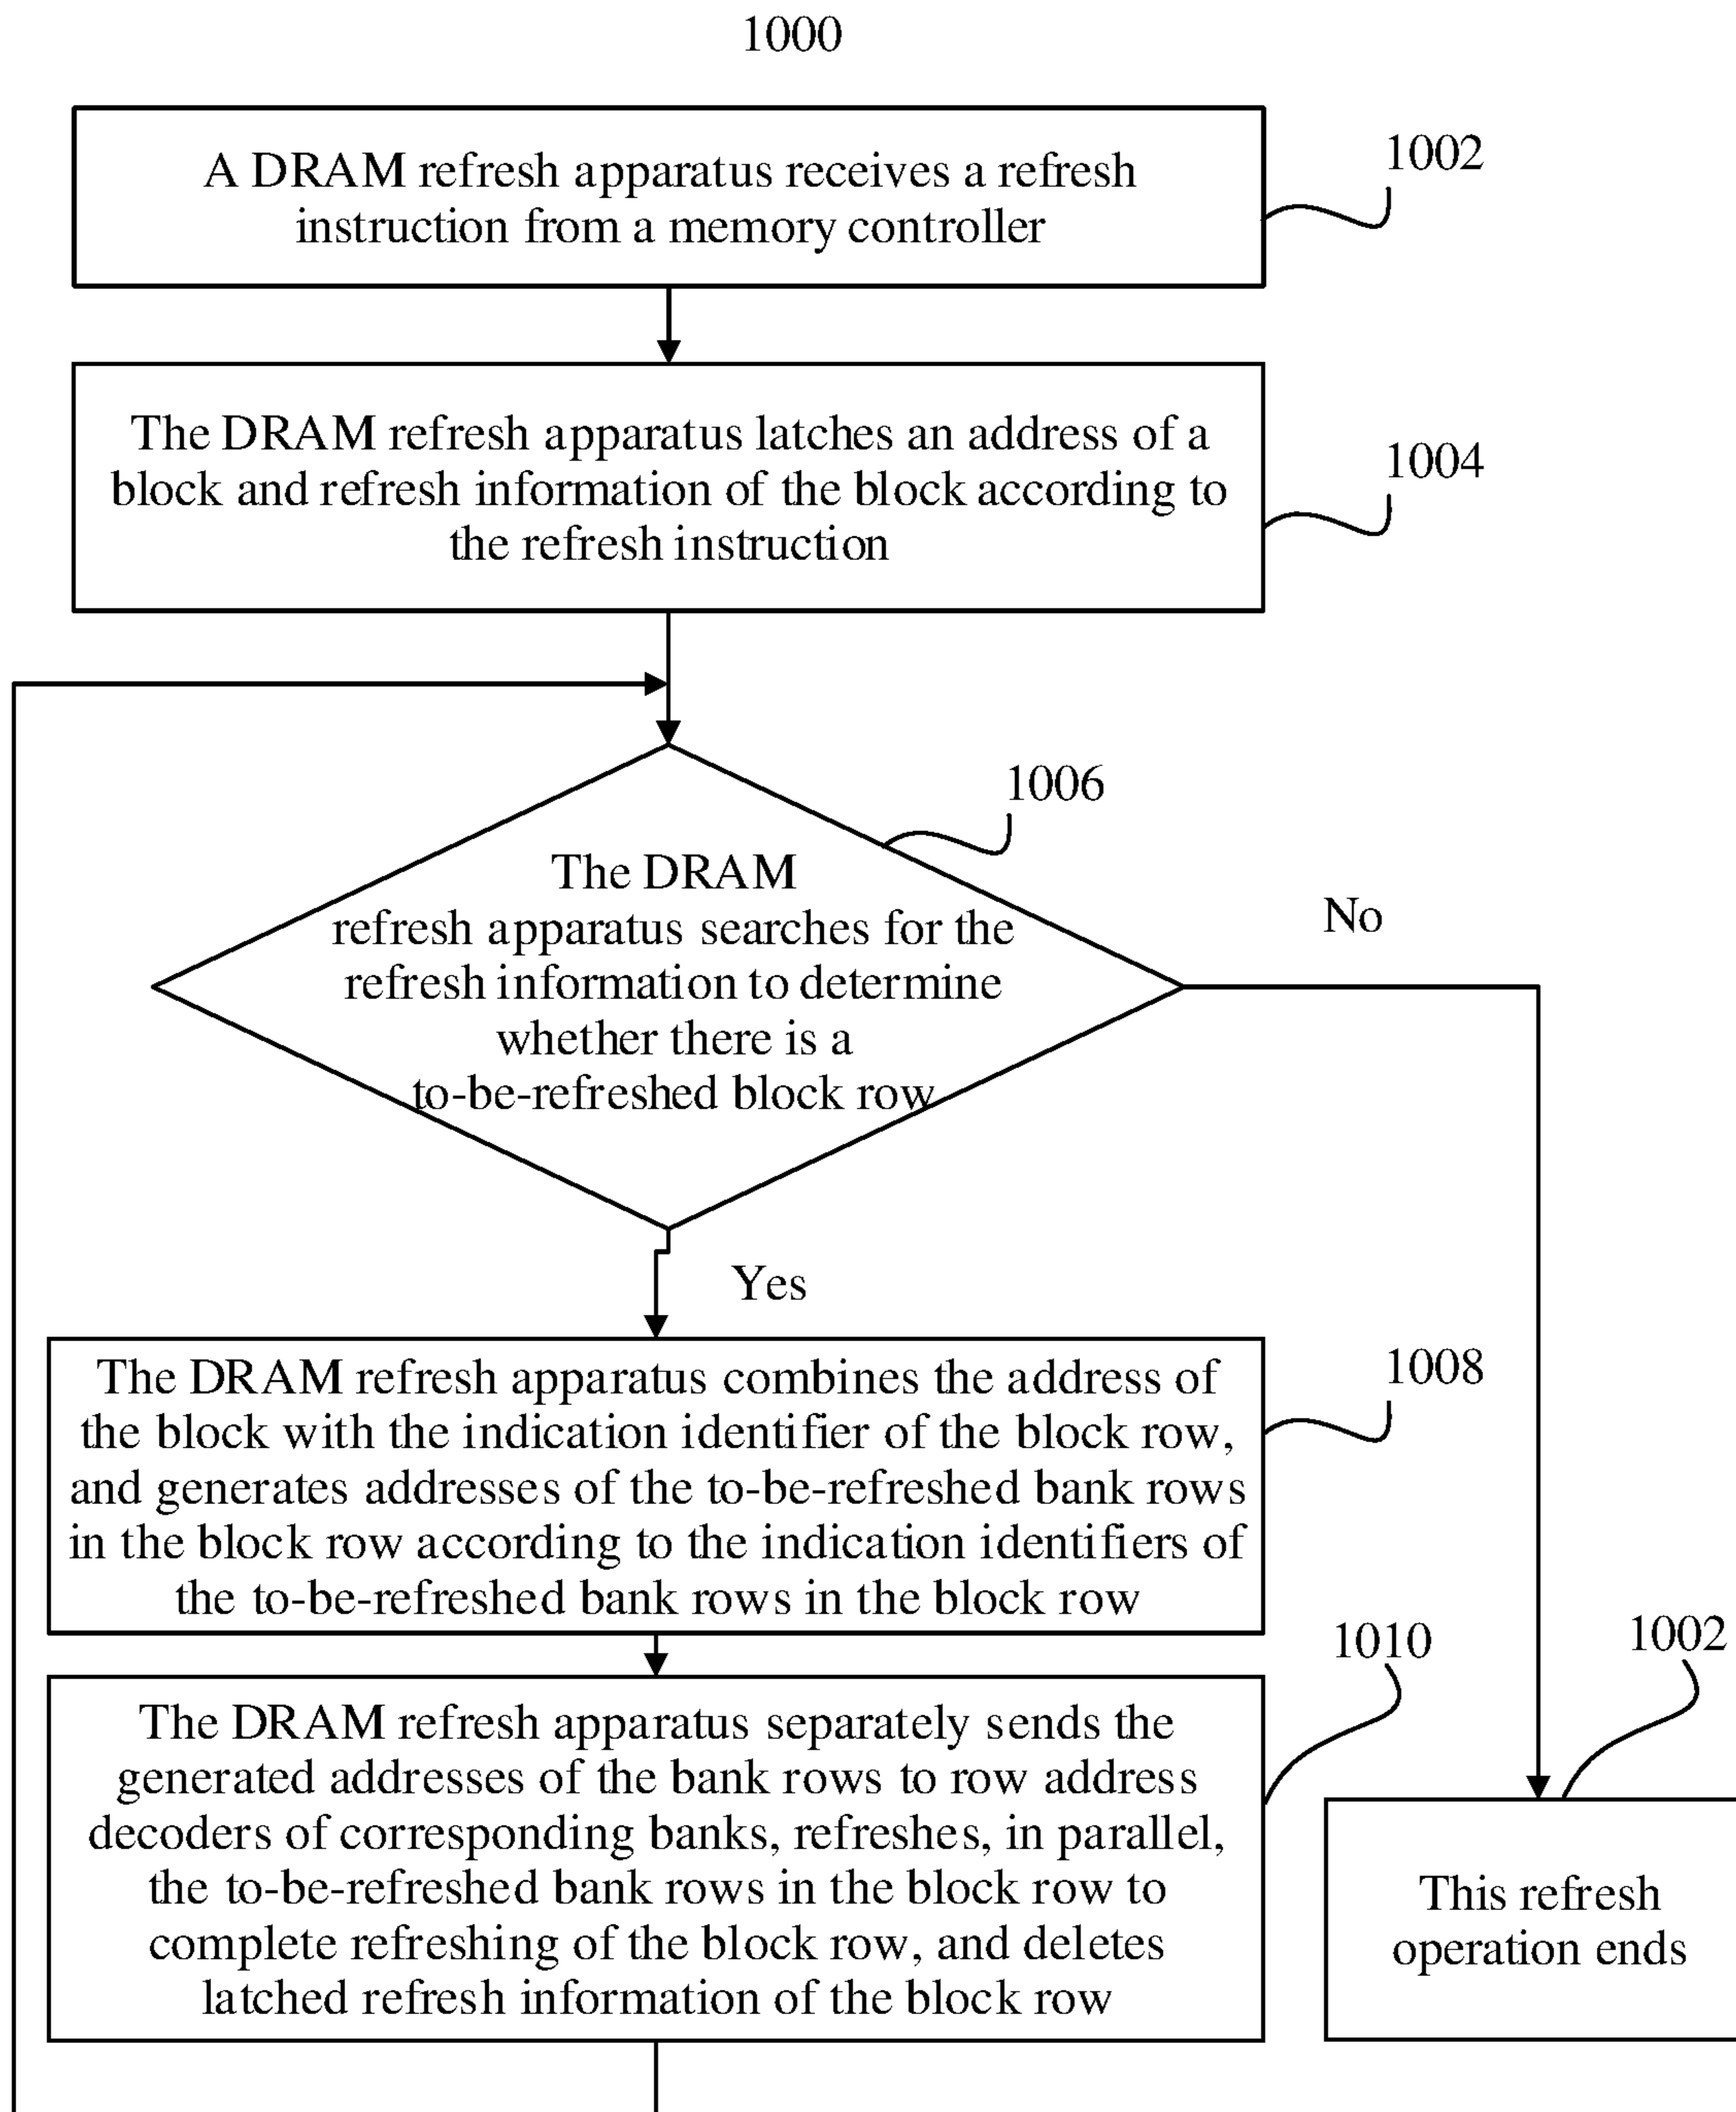 1000
A DRAM refresh apparatus receives a refresh
instruction from a memory controller
1002
The DRAM refresh apparatus latches an address of a
block and refresh information of the block according to
the refresh instruction
1004
1006
The DRAM
refresh apparatus searches for the
refresh information to determine
whether there is a
to-be-refreshed block row
No
Yes
The DRAM refresh apparatus combines the address of
the block with the indication identifier of the block row,
and generates addresses of the to-be-refreshed bank rows
in the block row according to the indication identifiers of
the to-be-refreshed bank rows in the block row
1008
1010
The DRAM refresh apparatus separately sends the
generated addresses of the bank rows to row address
decoders of corresponding banks, refreshes, in parallel,
the to-be-refreshed bank rows in the block row to
complete refreshing of the block row, and deletes
latched refresh information of the block row
1002
This refresh
operation ends